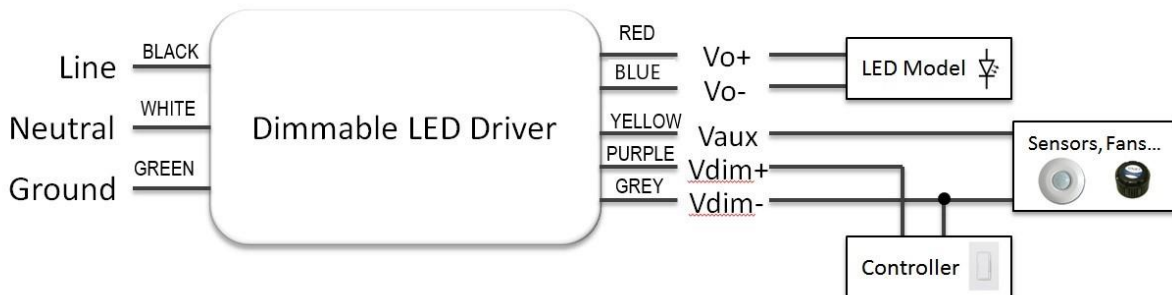 Line
BLACK
Neutral
WHITE
Ground
GREEN
Dimmable LED Driver
RED
Vo+
BLUE
Vo-
YELLOW
Vaux
PURPLE
Vdim+
GREY
Vdim-
LED Model
Sensors, Fans...
Controller